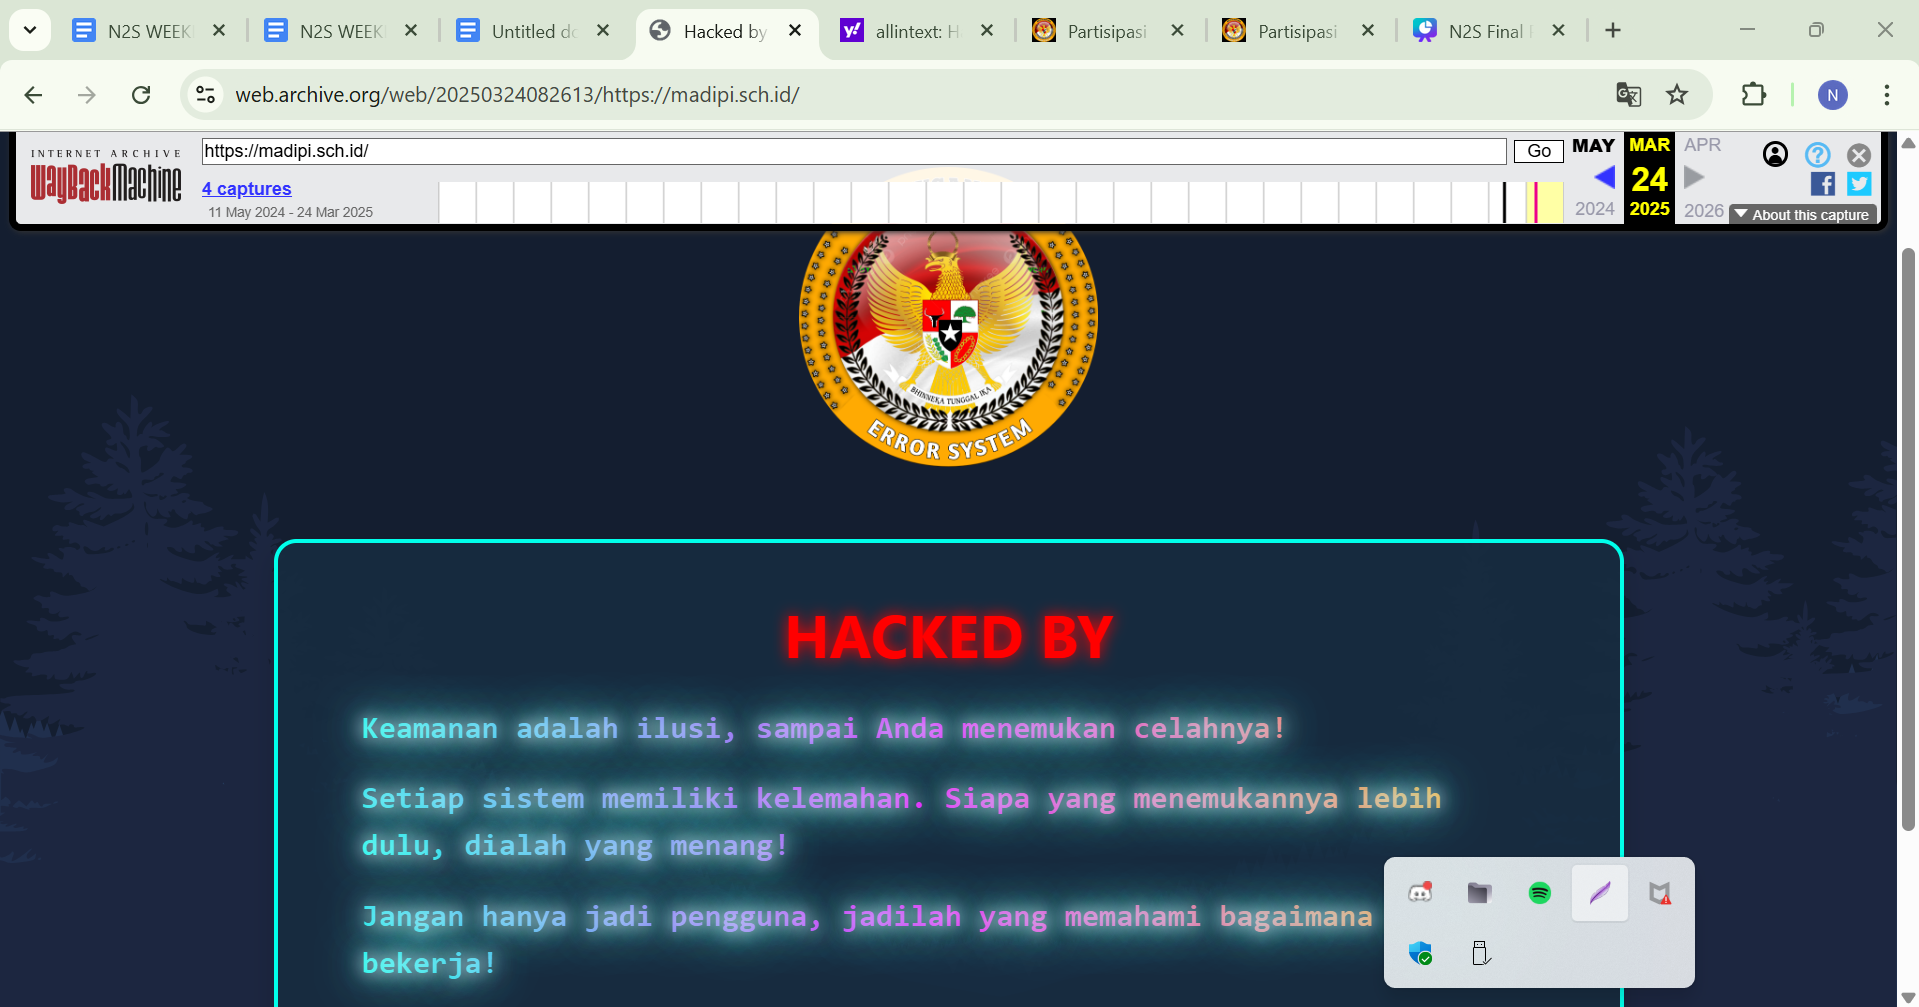 N2S WEEK
N2S WEEK
Untitled do
Hacked by
allintext: H
Partisipasi
Partisipasi
N2S Final
web.archive.org/web/20250324082613/https://madipi.sch.id/
N
INTERNET ARCHIVE
WayBackMachine
https://madipi.sch.id/
Go
MAY
MAR
APR
4 captures
24
11 May 2024 - 24 Mar 2025
2024
2025
2026
About this capture
BHINNEKA TUNGGAL IKA
ERROR SYSTEM
HACKED BY
Keamanan adalah ilusi, sampai Anda menemukan celahnya!
Setiap sistem memiliki kelemahan. Siapa yang menemukannya lebih
dulu, dialah yang menang!
Jangan hanya jadi pengguna, jadilah yang memahami bagaimana
bekerja!